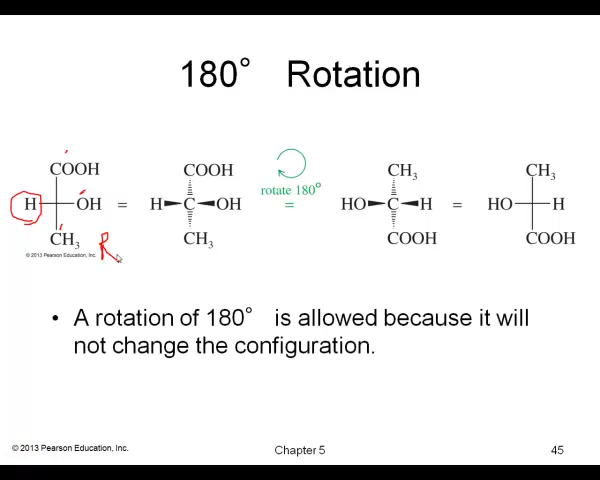 180° Rotation
COOH
H OH
CH₃
© 2013 Pearson Education, Inc.
R
=
COOH
H C OH
CH₃
rotate 180°
=
CH₃
HO C H
COOH
=
CH₃
HO H
COOH
• A rotation of 180° is allowed because it will
not change the configuration.
© 2013 Pearson Education, Inc.
Chapter 5
45